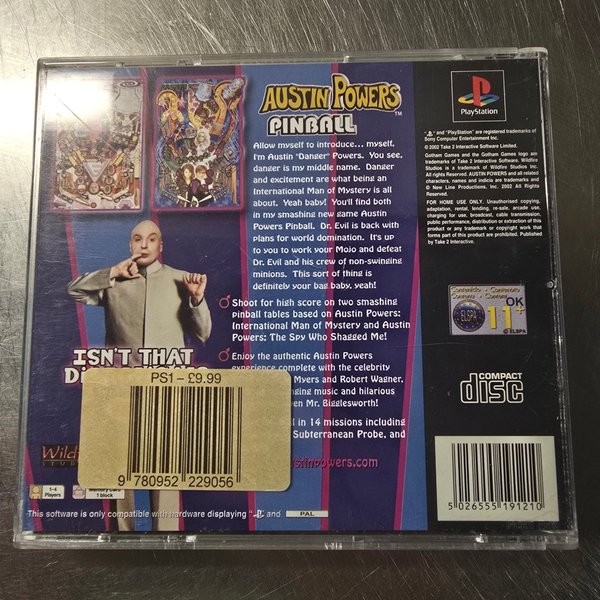 AUSTIN POWERS™
PINBALL
Allow myself to introduce... myself.
I'm Austin "Danger" Powers. You see,
danger is my middle name. Danger
and excitement are what being an
International Man of Mystery is all
about. Yeah baby! You'll find both
in my smashing new game Austin
Powers Pinball. Dr. Evil is back with
plans for world domination. It's up
to you to work your Mojo and defeat
Dr. Evil and his crew of non-swinging
minions. This sort of thing is
definitely your bag baby, yeah!
Shoot for high score on two smashing
pinball tables based on Austin Powers:
International Man of Mystery and Austin
Powers: The Spy Who Shagged Me!
Enjoy the authentic Austin Powers
experience complete with the celebrity
Myers and Robert Wagner,
music and hilarious
Mr. Bigglesworth!
in 14 missions including
Subterranean Probe, and
ISN'T THAT
PS1 - £9.99
9 780952 229056
Wild
STUD
1-4
Players
Memory Card
1 block
This software is only compatible with hardware displaying and PAL
PlayStation
"PS" and "PlayStation" are registered trademarks of
Sony Computer Entertainment Inc.
© 2002 Take 2 Interactive Software Limited.
Gotham Games and the Gotham Games logo are
trademarks of Take 2 Interactive Software. Wildfire
Studios is a trademark of Wildfire Studios Inc.
All rights reserved. AUSTIN POWERS and all related
characters, names and indicia are trademarks and
© New Line Productions, Inc. 2002 All Rights
Reserved.
FOR HOME USE ONLY. Unauthorised copying,
adaptation, rental, lending, re-sale, arcade use,
charging for use, broadcast, cable transmission,
public performance, distribution or extraction of this
product or any trademark or copyright work that
forms part of this product are prohibited. Published
by Take 2 Interactive.
Contenido Contenuto
ELSPA
OK
11+
© ELSPA
COMPACT
disc
5 026555 191210